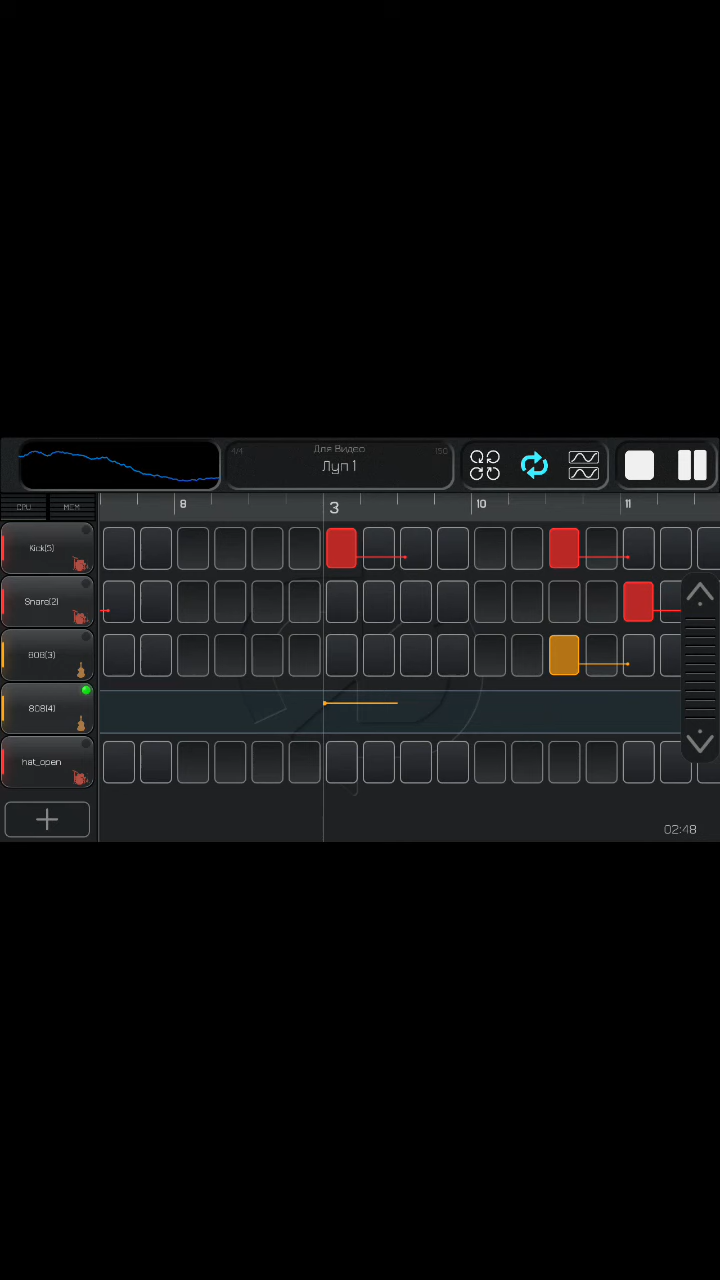 4/4
Для Видео
150
Луп 1
CPU
MEM
8
3
10
11
Kick(5)
Snare(2)
808(3)
808(4)
hat_open
02:48